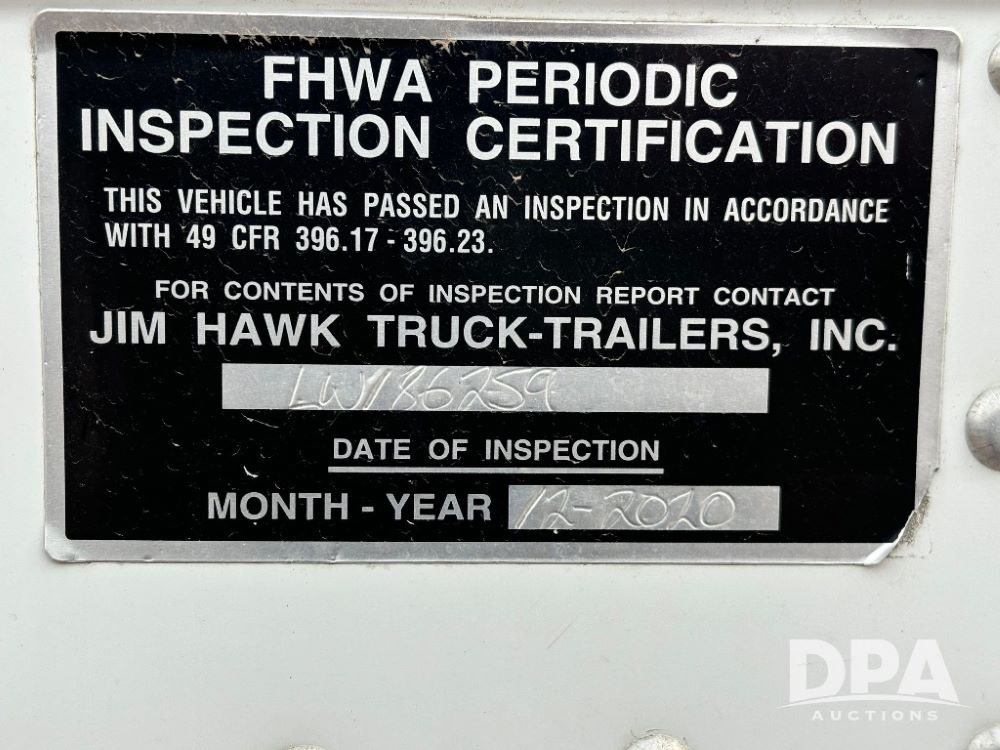 FHWA PERIODIC
INSPECTION CERTIFICATION
THIS VEHICLE HAS PASSED AN INSPECTION IN ACCORDANCE
WITH 49 CFR 396.17 - 396.23.
FOR CONTENTS OF INSPECTION REPORT CONTACT
JIM HAWK TRUCK-TRAILERS, INC.
LW186259
DATE OF INSPECTION
MONTH - YEAR 12-2020
DPA
AUCTIONS